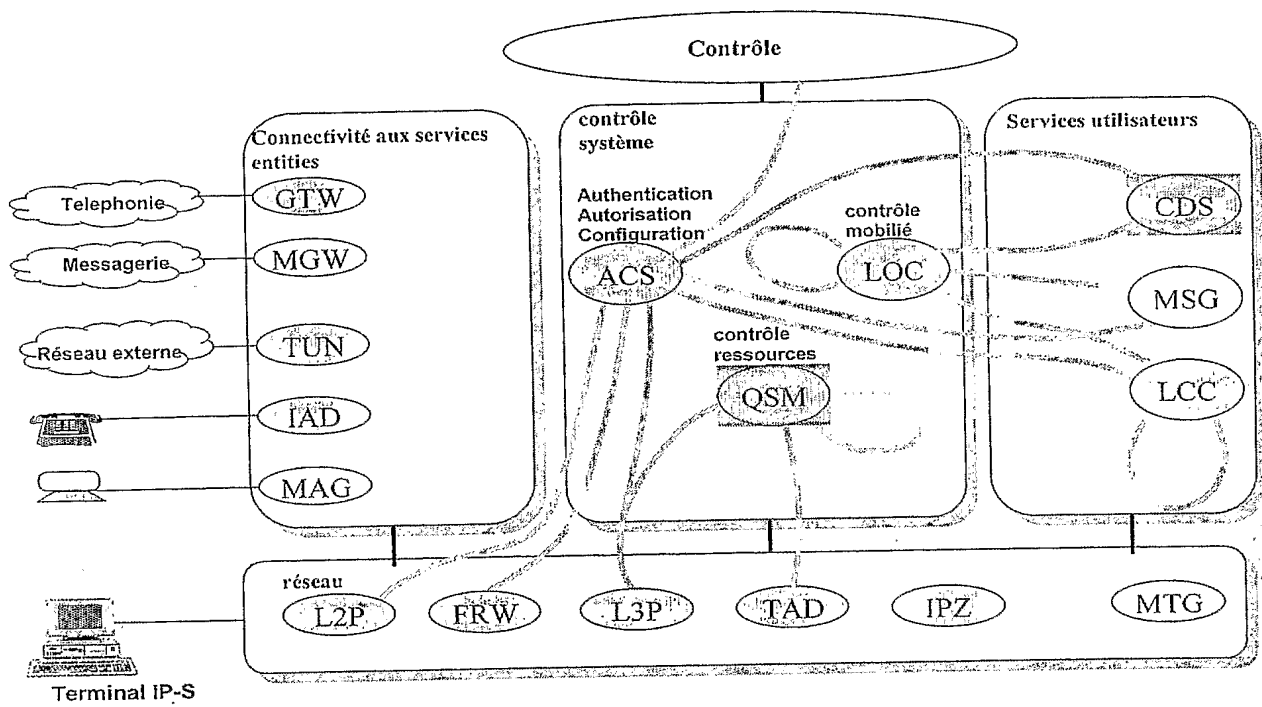 Contrôle
Connectivité aux services
entities
GTW
MGW
TUN
IAD
MAG
Telephonie
Messagerie
Réseau externe
contrôle
système
Authentication
Autorisation
Configuration
ACS
contrôle
mobilié
LOC
contrôle
ressources
QSM
Services utilisateurs
CDS
MSG
LCC
réseau
L2P
FRW
L3P
TAD
IPZ
MTG
Terminal IP-S